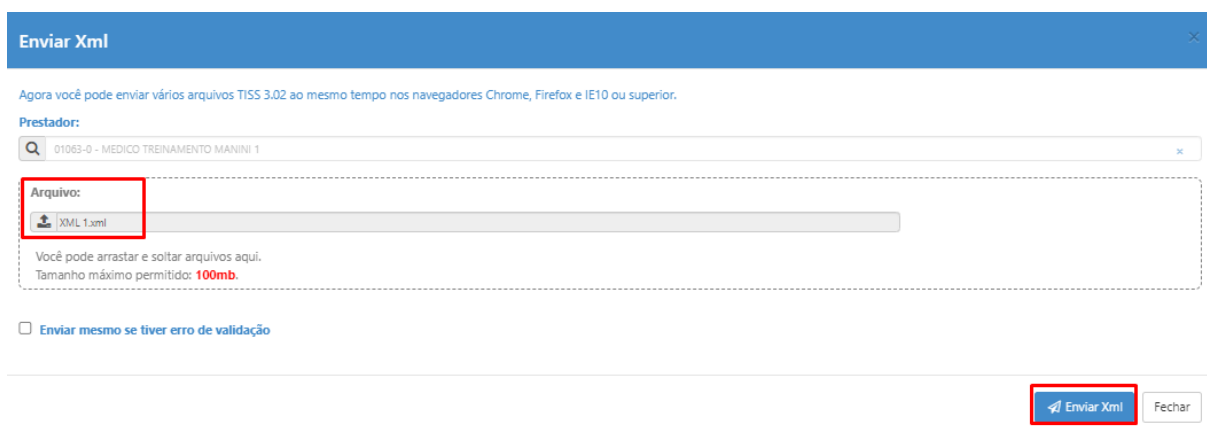 Enviar Xml
Agora você pode enviar vários arquivos TISS 3.02 ao mesmo tempo nos navegadores Chrome, Firefox e IE10 ou superior.
Prestador:
01063-0 - MEDICO TREINAMENTO MANINI 1
Arquivo:
XML 1.xml
Você pode arrastar e soltar arquivos aqui.
Tamanho máximo permitido: 100mb.
Enviar mesmo se tiver erro de validação
Enviar Xml Fechar